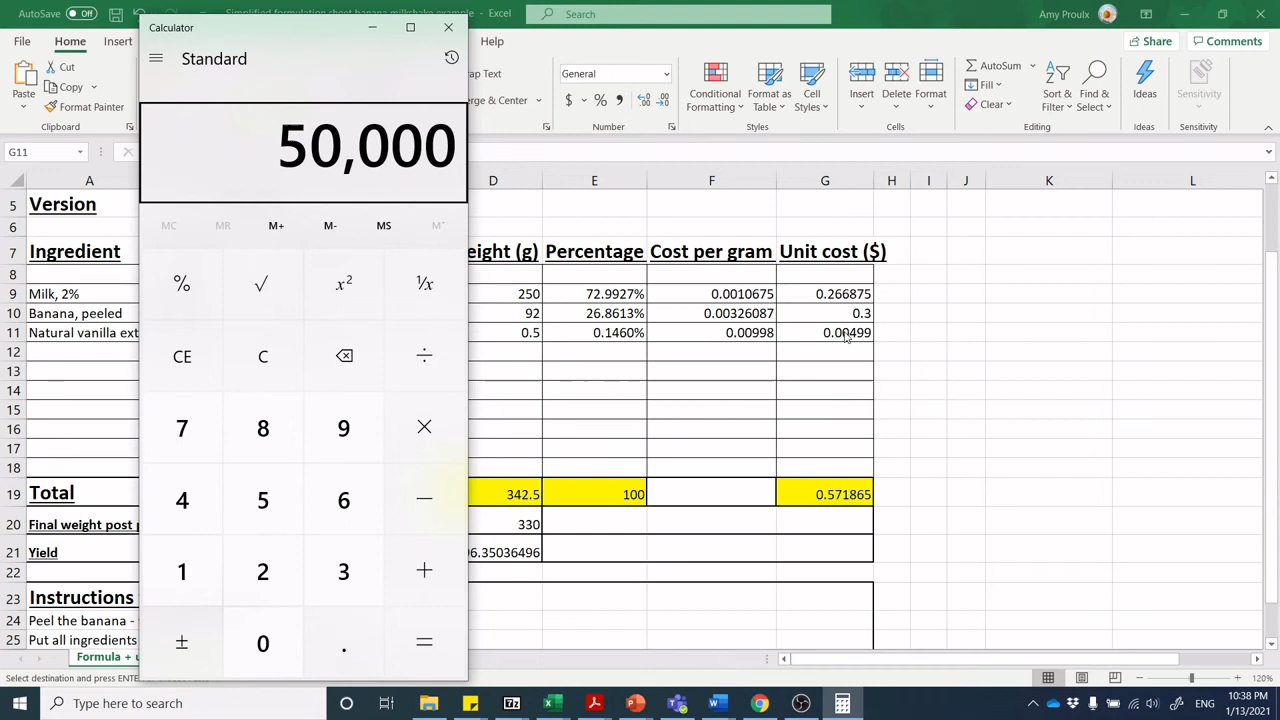 Simplified formulation sheet banana milkshake example - Excel
Search
Amy Proulx
Calculator
Standard
File
Home
Insert
Help
Share
Comments
Cut
Copy
Format Painter
Paste
Clipboard
Wrap Text
Merge & Center
General
$ % ,
Number
Conditional Formatting
Format as Table
Cell Styles
Styles
Insert
Delete
Format
Cells
AutoSum
Fill
Clear
Sort & Filter
Find & Select
Editing
Ideas
Ideas
Sensitivity
Sensitivity
50,000
MC MR M+ M- MS
% √ x² ¹/x
CE C ÷
7 8 9 ×
4 5 6 −
1 2 3 +
± 0 . =
G11
A D E F G H I J K L
5 Version
6
7 Ingredient eight (g) Percentage Cost per gram Unit cost ($)
8
9 Milk, 2% 250 72.9927% 0.0010675 0.266875
10 Banana, peeled 92 26.8613% 0.00326087 0.3
11 Natural vanilla ext 0.5 0.1460% 0.00998 0.00499
12
13
14
15
16
17
18
19 Total 342.5 100 0.571865
20 Final weight post p 330
21 Yield 96.35036496
22
23 Instructions
24 Peel the banana -
25 Put all ingredients
Formula + u
Select destination and press ENTER
120%
Type here to search
ENG
10:38 PM
1/13/2021